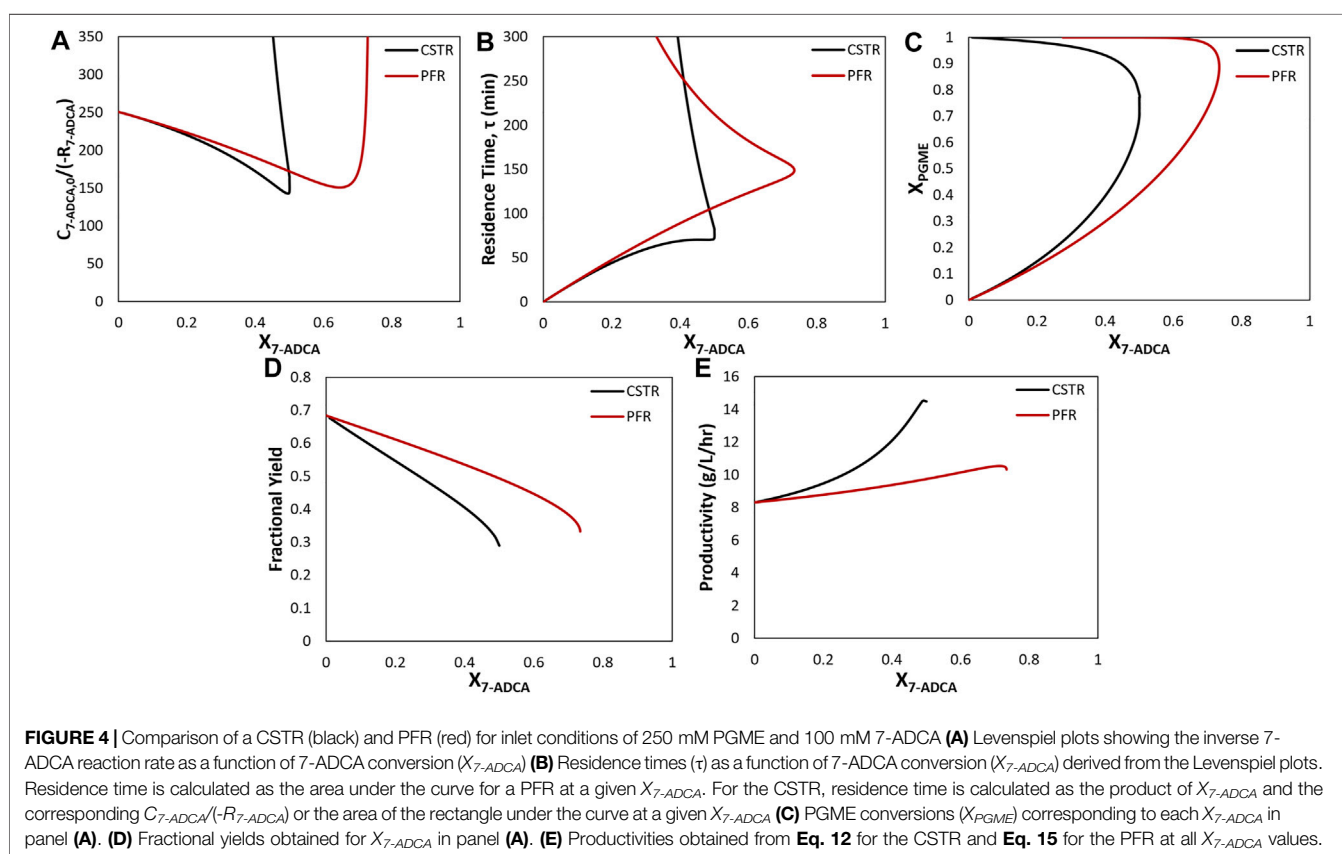 A
C7-ADCA,0/(-R7-ADCA)
350
300
250
200
150
100
50
0
0
0.2
0.4
0.6
0.8
1
X7-ADCA
CSTR
PFR
B
Residence Time, τ (min)
300
250
200
150
100
50
0
0
0.2
0.4
0.6
0.8
1
X7-ADCA
CSTR
PFR
C
XPGME
1
0.9
0.8
0.7
0.6
0.5
0.4
0.3
0.2
0.1
0
0
0.2
0.4
0.6
0.8
1
X7-ADCA
CSTR
PFR
D
Fractional Yield
0.8
0.7
0.6
0.5
0.4
0.3
0.2
0.1
0
0
0.2
0.4
0.6
0.8
1
X7-ADCA
CSTR
PFR
E
Productivity (g/L/hr)
16
14
12
10
8
6
4
2
0
0
0.2
0.4
0.6
0.8
1
X7-ADCA
CSTR
PFR
FIGURE 4 | Comparison of a CSTR (black) and PFR (red) for inlet conditions of 250 mM PGME and 100 mM 7-ADCA (A) Levenspiel plots showing the inverse 7-
ADCA reaction rate as a function of 7-ADCA conversion (X7-ADCA) (B) Residence times (τ) as a function of 7-ADCA conversion (X7-ADCA) derived from the Levenspiel plots.
Residence time is calculated as the area under the curve for a PFR at a given X7-ADCA. For the CSTR, residence time is calculated as the product of X7-ADCA and the
corresponding C7-ADCA/(-R7-ADCA) or the area of the rectangle under the curve at a given X7-ADCA (C) PGME conversions (XPGME) corresponding to each X7-ADCA in
panel (A). (D) Fractional yields obtained for X7-ADCA in panel (A). (E) Productivities obtained from Eq. 12 for the CSTR and Eq. 15 for the PFR at all X7-ADCA values.